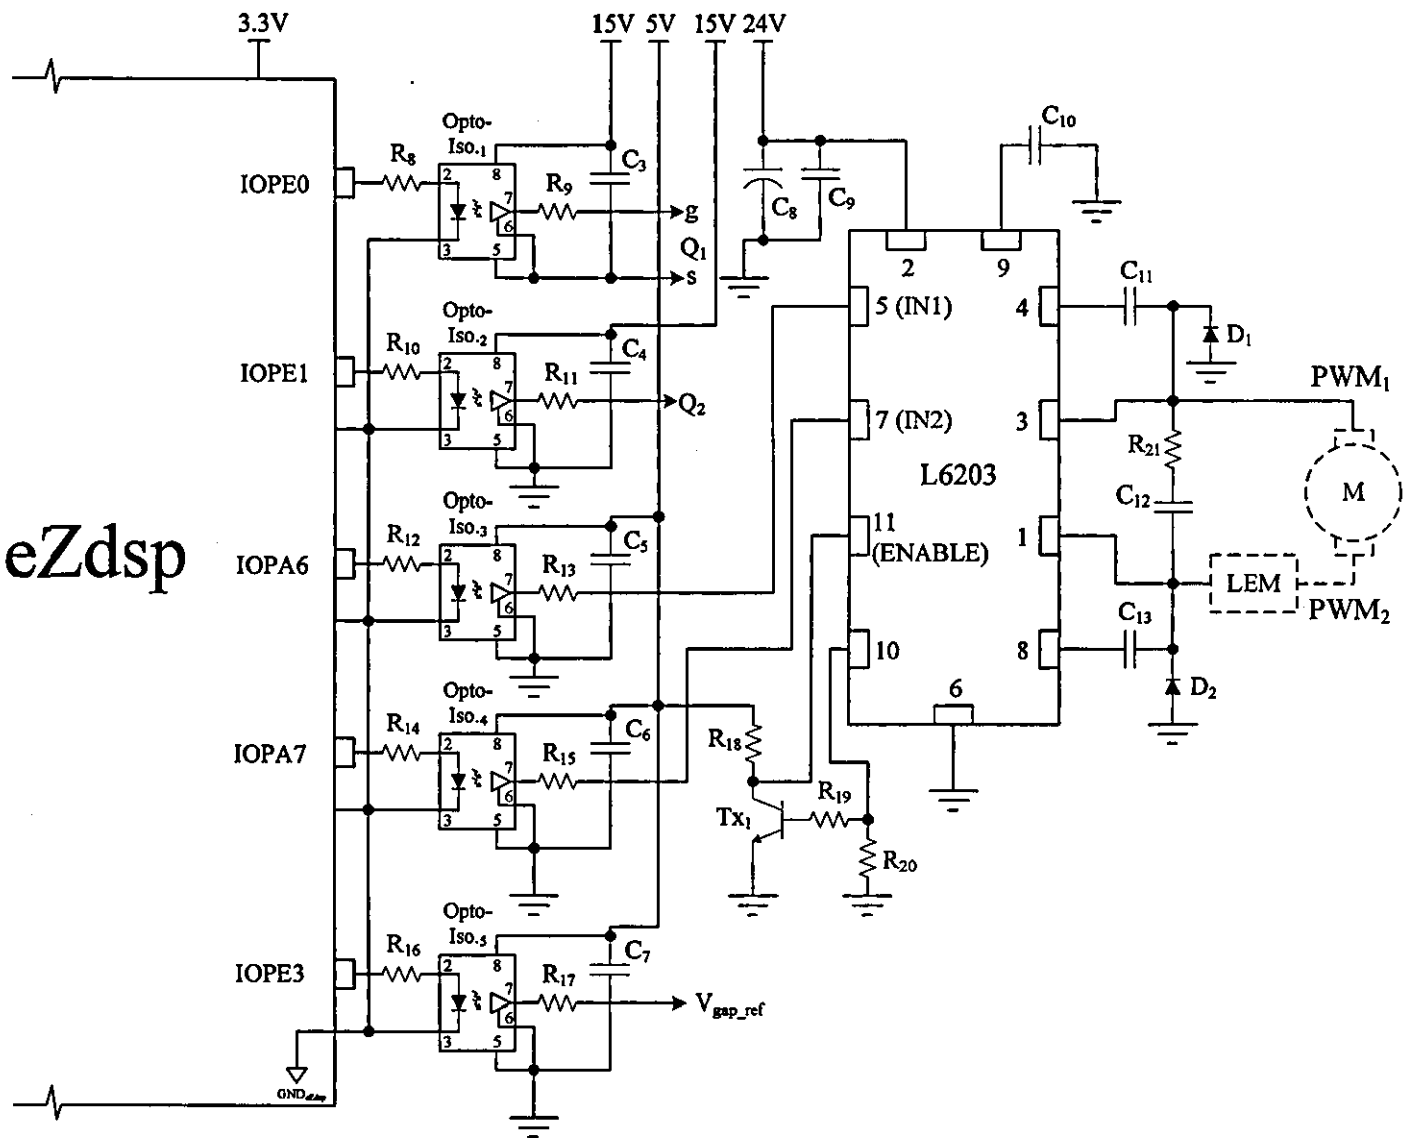 3.3V
15V 5V 15V 24V
Opto-
Iso.1
IOPE0
R8
2
8
7
6
3
5
R9
C3
g
Q1
s
C8
C9
C10
Opto-
Iso.2
IOPE1
R10
2
8
7
6
3
5
R11
C4
Q2
Opto-
Iso.3
eZdsp
IOPA6
R12
2
8
7
6
3
5
R13
C5
Opto-
Iso.4
IOPA7
R14
2
8
7
6
3
5
R15
C6
Opto-
Iso.5
IOPE3
R16
2
8
7
6
3
5
R17
C7
Vgap_ref
R18
Tx1
R19
R20
2
9
5 (IN1)
4
7 (IN2)
3
L6203
11
(ENABLE)
1
10
8
6
C11
D1
PWM1
R21
C12
M
LEM
PWM2
C13
D2